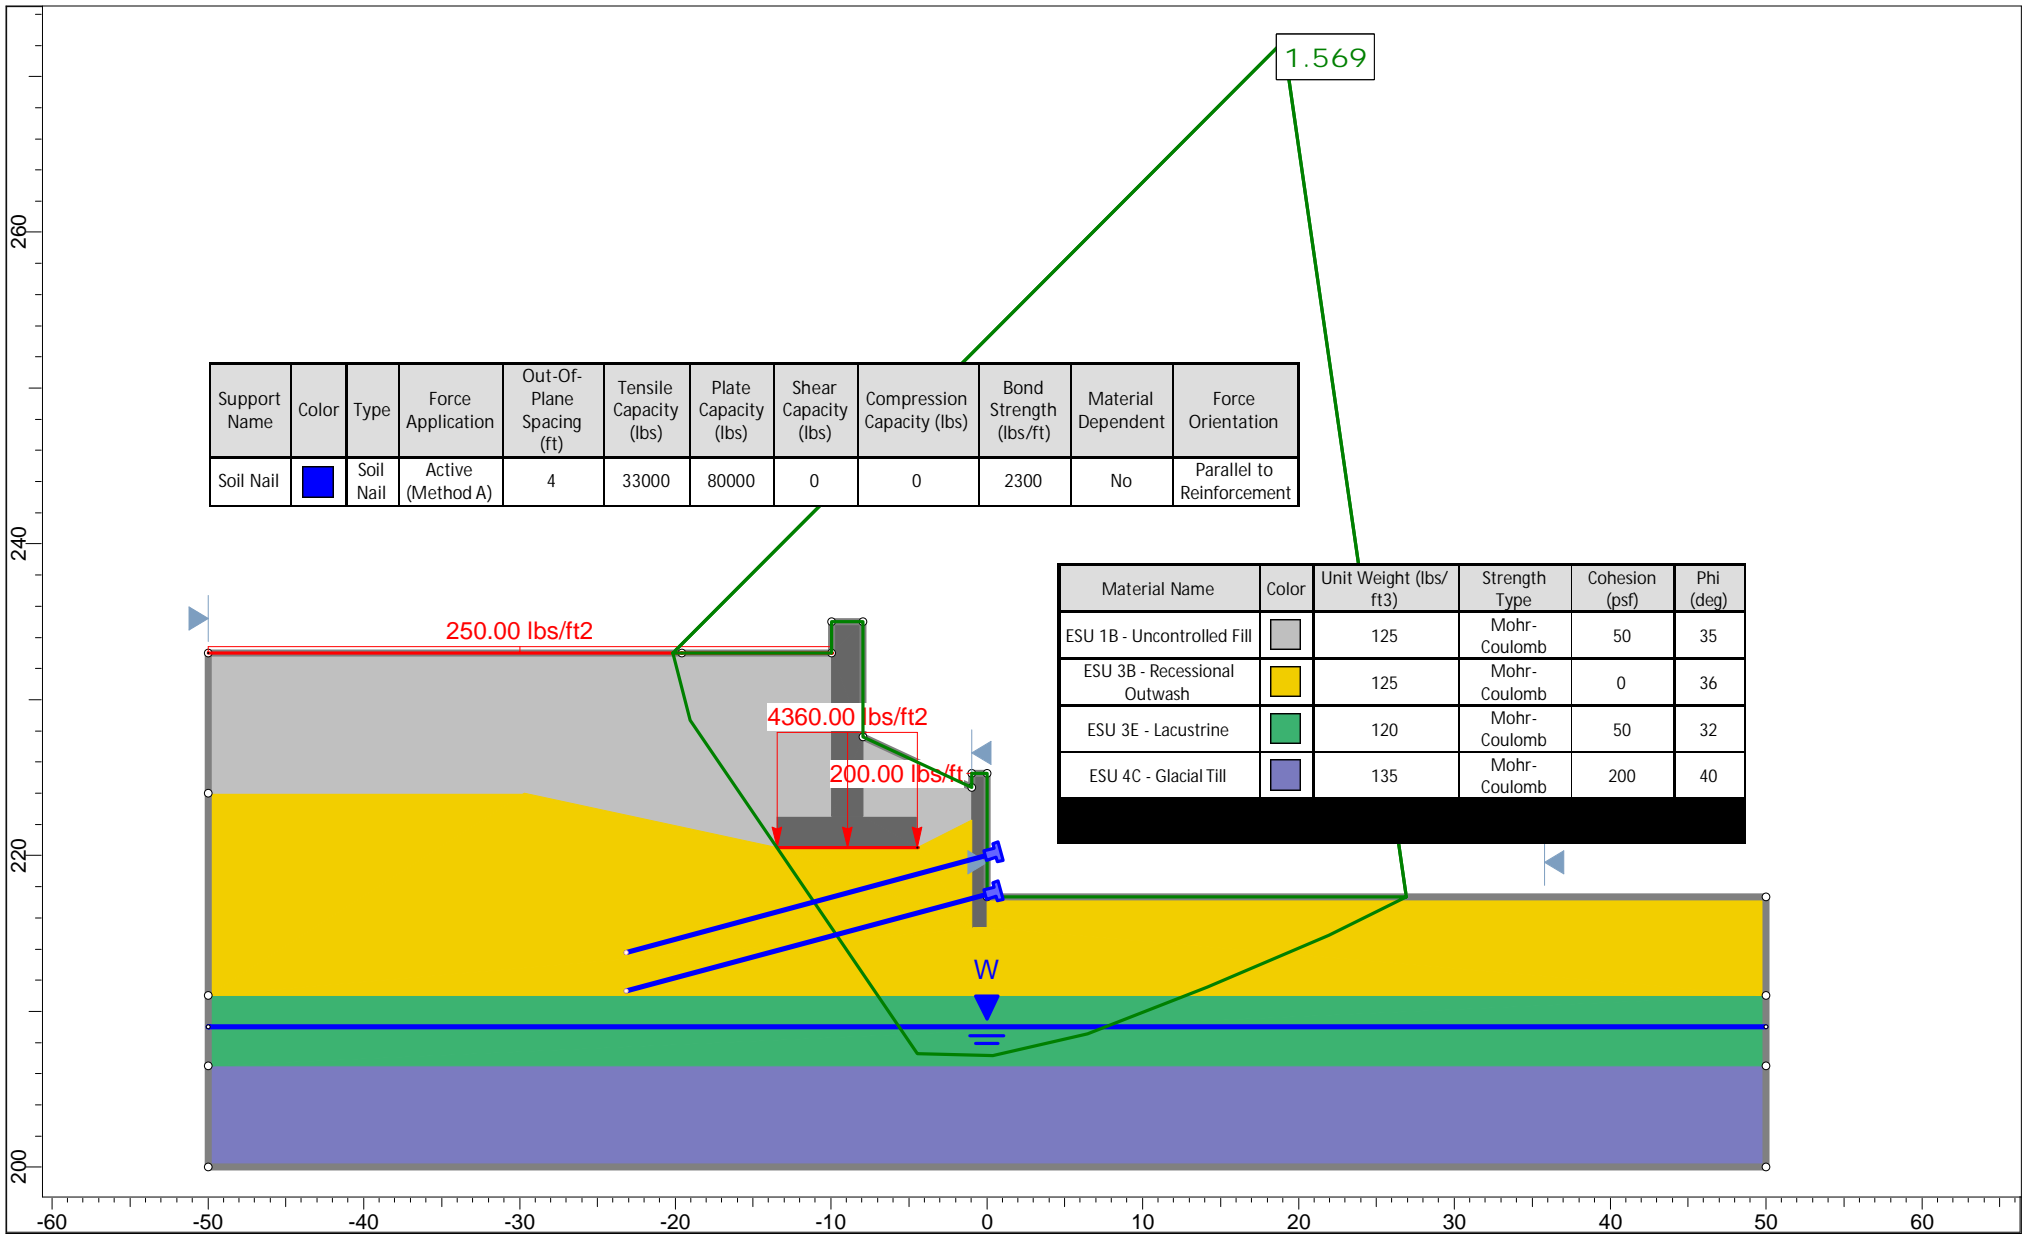 1.569
260
Support Name Color Type Force Application Out-Of-Plane Spacing (ft) Tensile Capacity (lbs) Plate Capacity (lbs) Shear Capacity (lbs) Compression Capacity (lbs) Bond Strength (lbs/ft) Material Dependent Force Orientation
Soil Nail Soil Nail Active (Method A) 4 33000 80000 0 0 2300 No Parallel to Reinforcement
240
Material Name Color Unit Weight (lbs/ft3) Strength Type Cohesion (psf) Phi (deg)
ESU 1B - Uncontrolled Fill 125 Mohr-Coulomb 50 35
ESU 3B - Recessional Outwash 125 Mohr-Coulomb 0 36
ESU 3E - Lacustrine 120 Mohr-Coulomb 50 32
ESU 4C - Glacial Till 135 Mohr-Coulomb 200 40
250.00 lbs/ft2
4360.00 lbs/ft2
200.00 lbs/ft
220
W
200
-60 -50 -40 -30 -20 -10 0 10 20 30 40 50 60